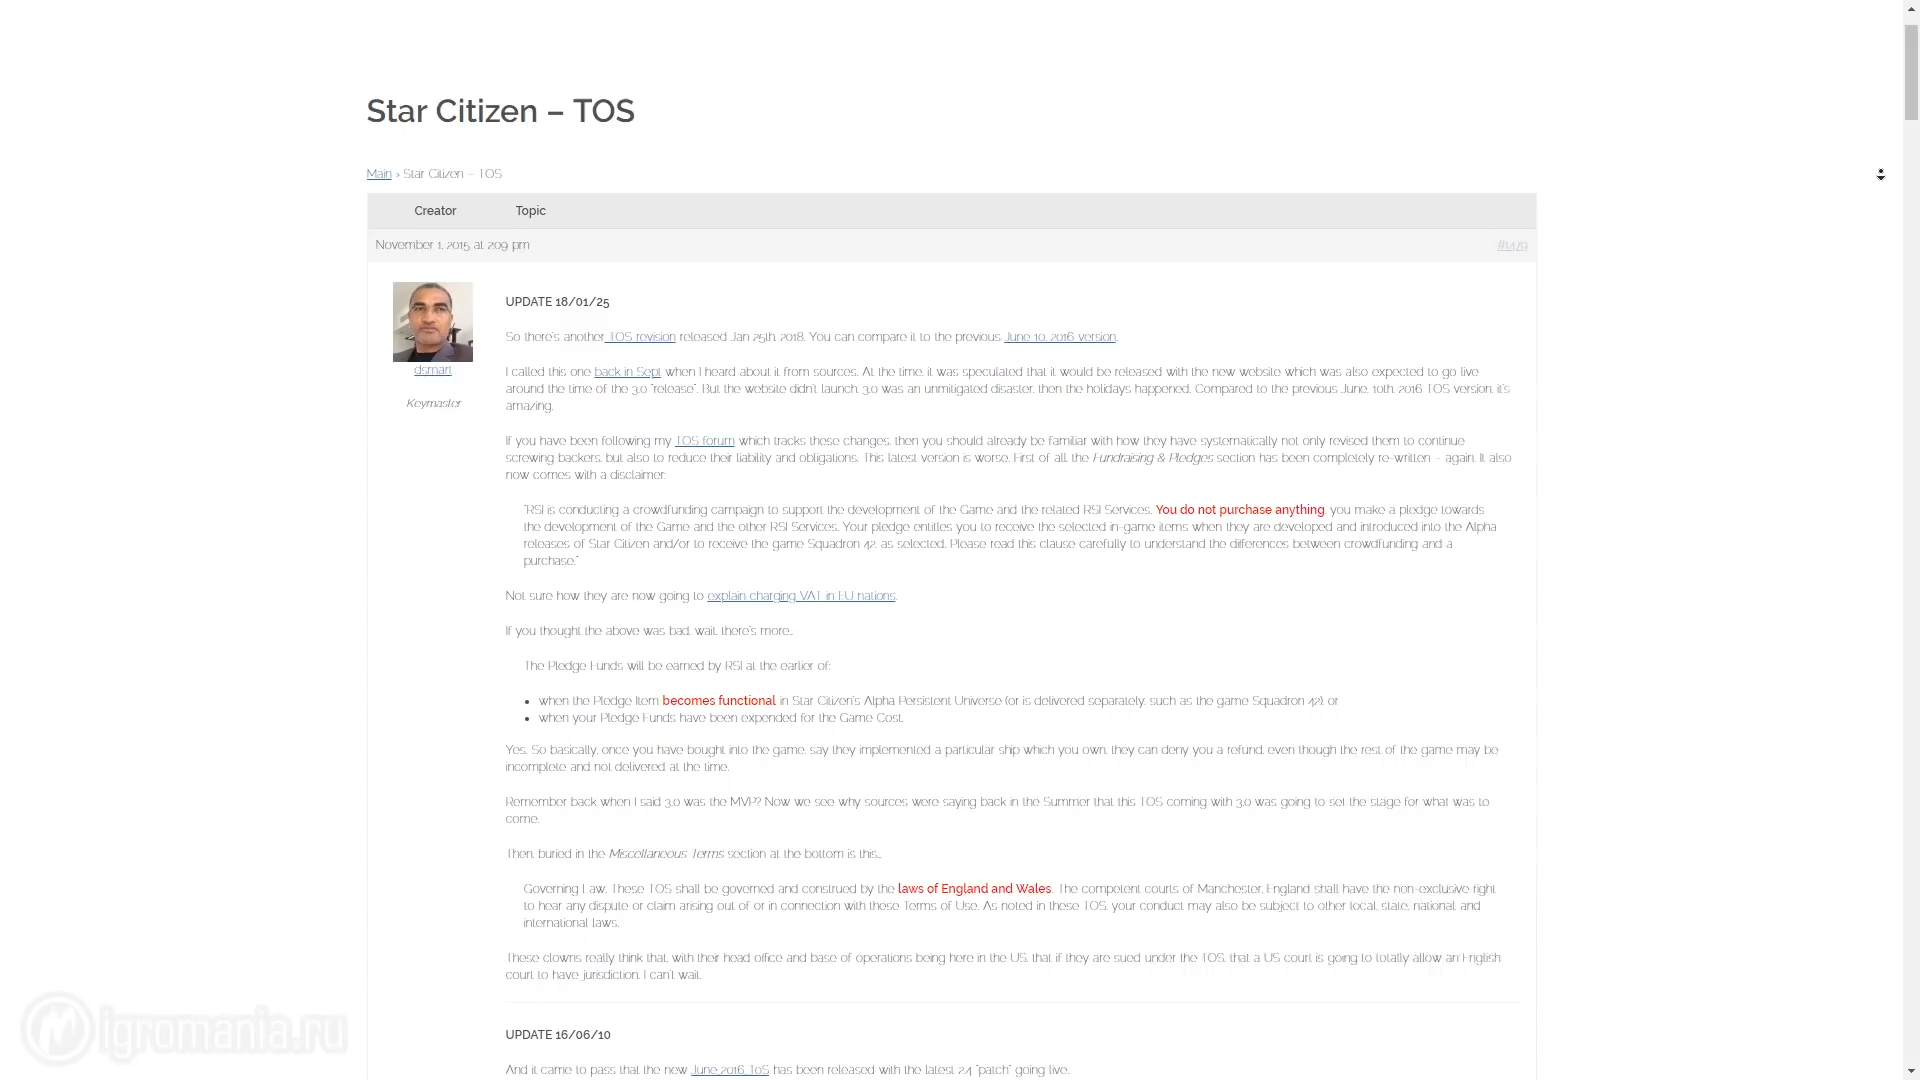 Star Citizen – TOS
Main › Star Citizen – TOS
Creator Topic
November 1, 2015 at 2:09 pm
UPDATE 18/01/25
So there's another TOS revision released Jan 25th, 2018. You can compare it to the previous June 10, 2016 version.
dsmart
Keymaster
I called this one back in Sept when I heard about it from sources. At the time, it was speculated that it would be released with the new website which was also expected to go live
around the time of the 3.0 "release". But the website didn't launch, 3.0 was an unmitigated disaster, then the holidays happened. Compared to the previous June, 10th, 2016 TOS version, it's
amazing.
If you have been following my TOS forum which tracks these changes, then you should already be familiar with how they have systematically not only revised them to continue
screwing backers, but also to reduce their liability and obligations. This latest version is worse. First of all, the Fundraising & Pledges section has been completely re-written – again. It also
now comes with a disclaimer:
"RSI is conducting a crowdfunding campaign to support the development of the Game and the related RSI Services. You do not purchase anything, you make a pledge towards
the development of the Game and the other RSI Services. Your pledge entitles you to receive the selected in-game items when they are developed and introduced into the Alpha
releases of Star Citizen and/or to receive the game Squadron 42, as selected. Please read this clause carefully to understand the differences between crowdfunding and a
purchase."
Not sure how they are now going to explain charging VAT in EU nations.
If you thought the above was bad, wait, there's more…
The Pledge Funds will be earned by RSI at the earlier of:
• when the Pledge Item becomes functional in Star Citizen's Alpha Persistent Universe (or is delivered separately, such as the game Squadron 42), or
• when your Pledge Funds have been expended for the Game Cost.
Yes. So basically, once you have bought into the game, say they implemented a particular ship which you own, they can deny you a refund, even though the rest of the game may be
incomplete and not delivered at the time.
Remember back when I said 3.0 was the MVP? Now we see why sources were saying back in the Summer that this TOS coming with 3.0 was going to set the stage for what was to
come.
Then, buried in the Miscellaneous Terms section at the bottom is this…
Governing Law. These TOS shall be governed and construed by the laws of England and Wales. The competent courts of Manchester, England shall have the non-exclusive right
to hear any dispute or claim arising out of or in connection with these Terms of Use. As noted in these TOS, your conduct may also be subject to other local, state, national, and
international laws.
These clowns really think that, with their head office and base of operations being here in the US, that if they are sued under the TOS, that a US court is going to totally allow an English
court to have jurisdiction. I can't wait.
UPDATE 16/06/10
And it came to pass that the new June,2016 ToS has been released with the latest 2.4 "patch" going live.
igromania.ru